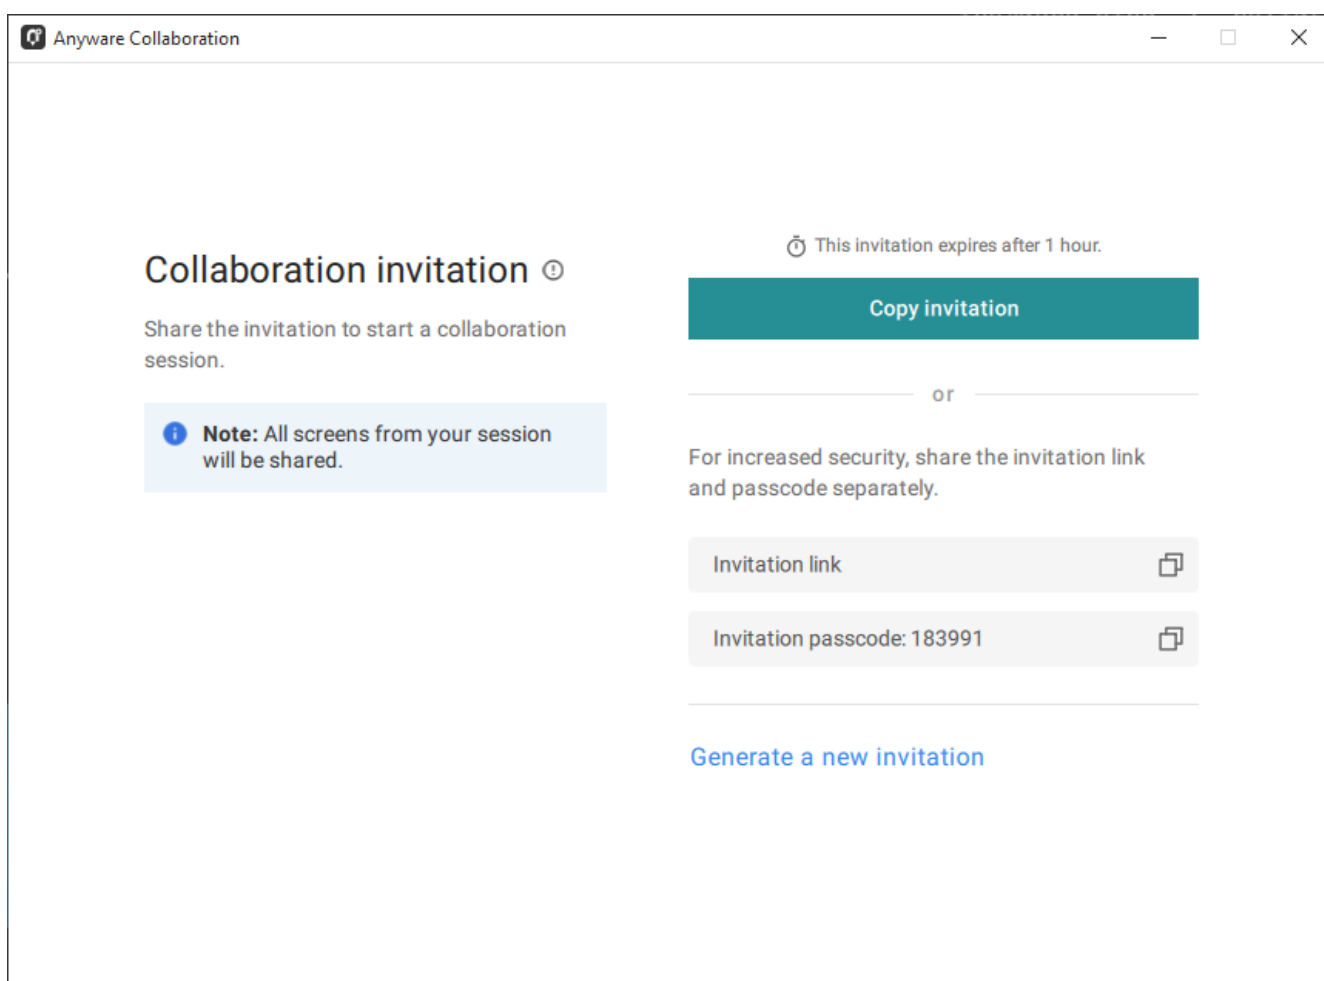 Anyware Collaboration
Collaboration invitation
Share the invitation to start a collaboration
session.
Note: All screens from your session
will be shared.
This invitation expires after 1 hour.
Copy invitation
or
For increased security, share the invitation link
and passcode separately.
Invitation link
Invitation passcode: 183991
Generate a new invitation